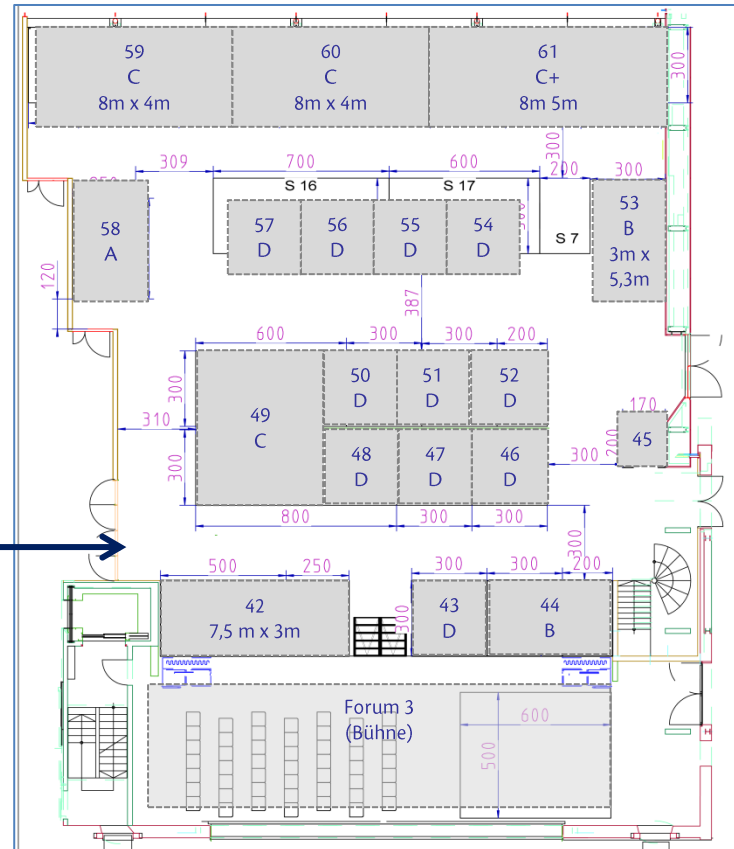 59
C
8m x 4m
60
C
8m x 4m
61
C+
8m 5m
300
300
309
700
600
200
300
S 16
S 17
S 7
58
A
120
57
D
56
D
55
D
54
D
53
B
3m x
5,3m
387
600
300
300
200
300
310
300
49
C
50
D
51
D
52
D
48
D
47
D
46
D
170
200
45
300
800
300
300
300
500
250
300
300
200
300
42
7,5 m x 3m
43
D
44
B
Forum 3
(Bühne)
600
500